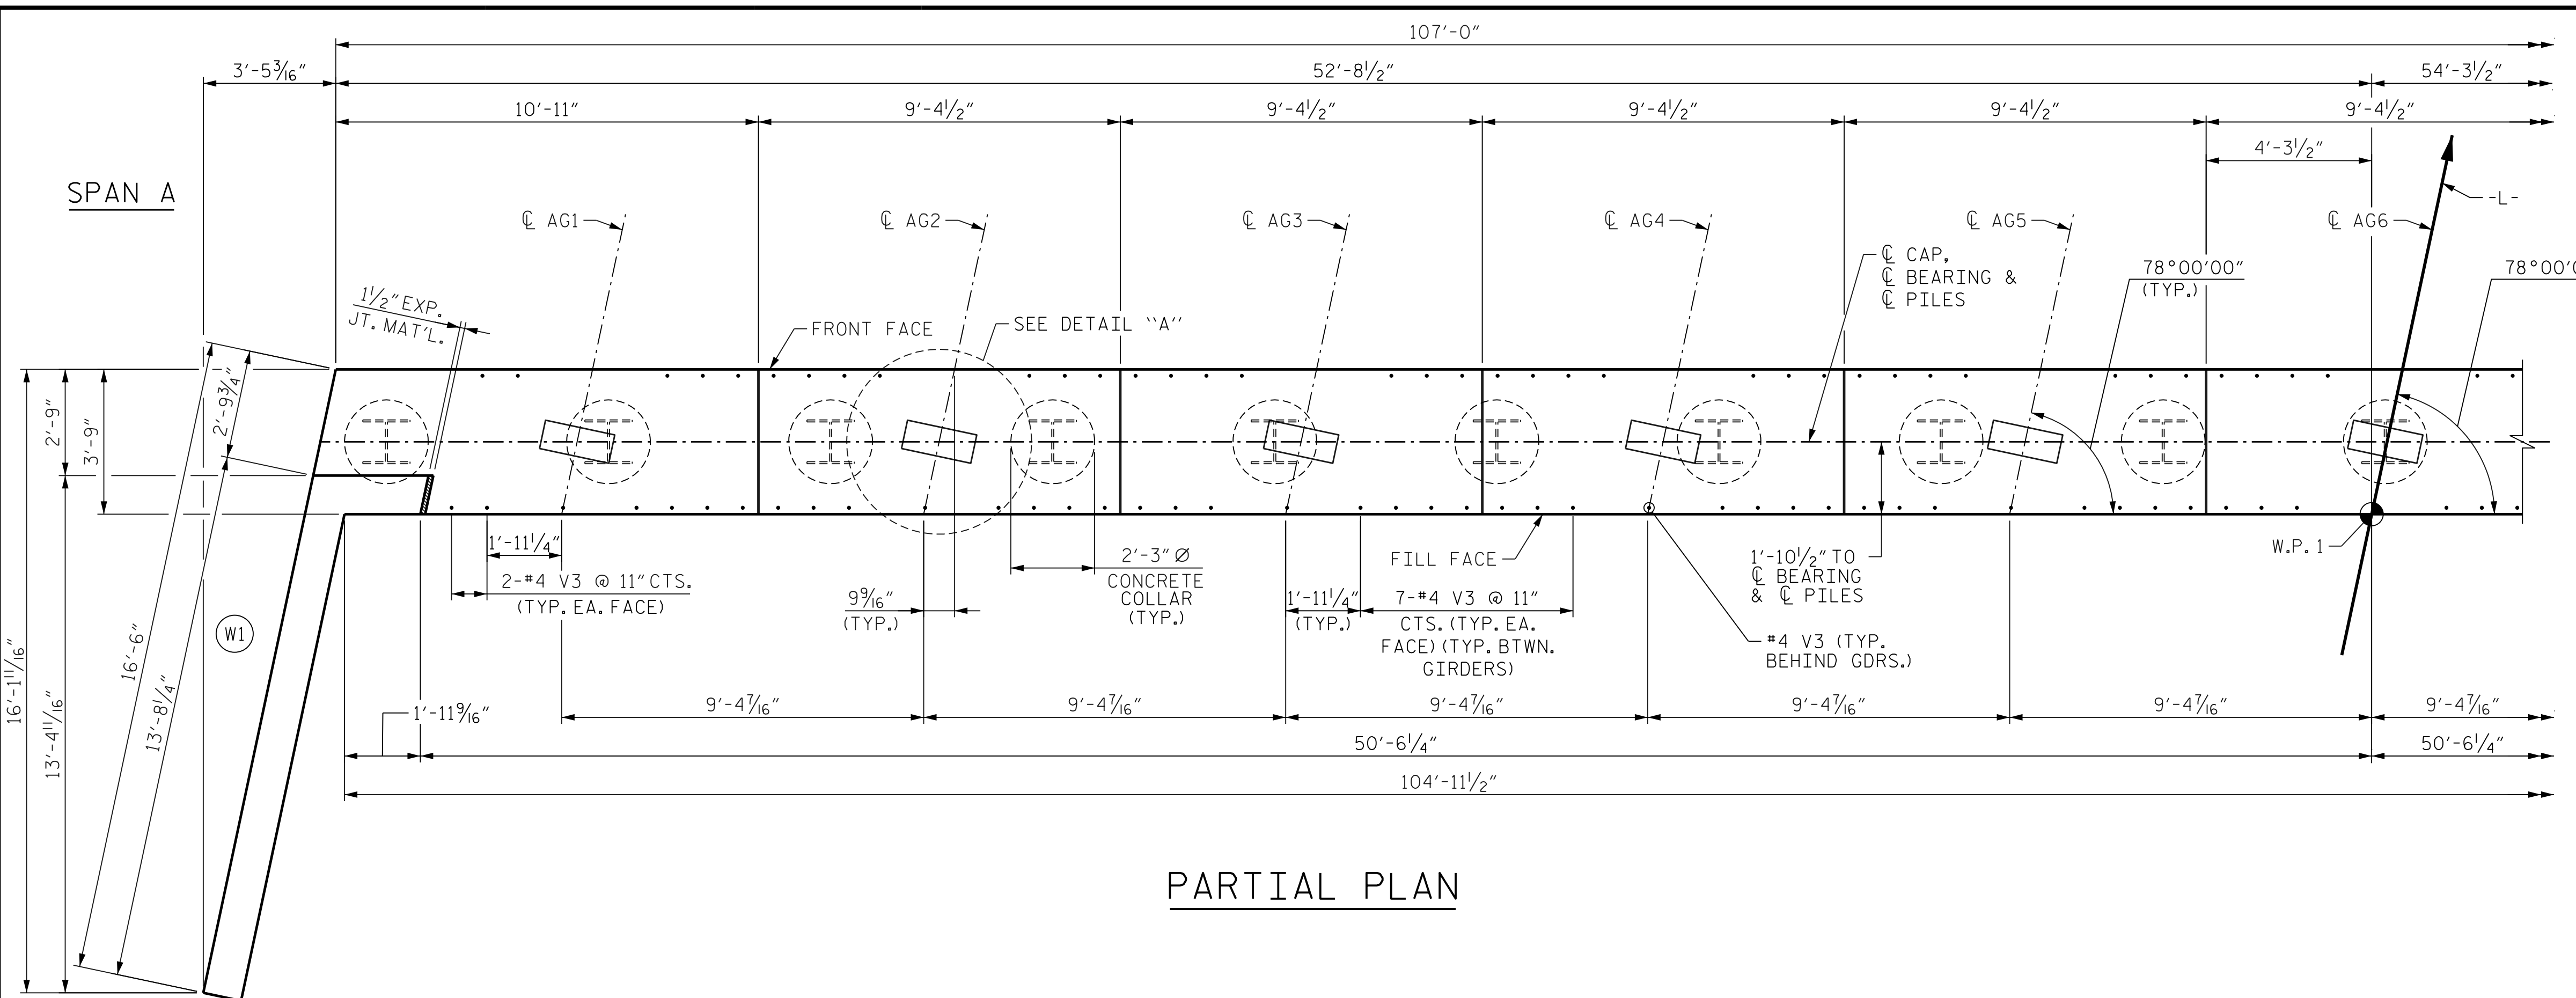 107'-0"
3'-5 3/16"
52'-8 1/2"
54'-3 1/2"
10'-11"
9'-4 1/2"
9'-4 1/2"
9'-4 1/2"
9'-4 1/2"
9'-4 1/2"
4'-3 1/2"
SPAN A
℄ AG1
℄ AG2
℄ AG3
℄ AG4
℄ AG5
℄ AG6
-L-
℄ CAP,
℄ BEARING &
℄ PILES
78°00'00"
(TYP.)
78°00'0
1 1/2" EXP.
JT. MAT'L.
FRONT FACE
SEE DETAIL "A"
2'-9 3/4"
2'-9"
3'-9"
1'-11 1/4"
2-#4 V3 @ 11" CTS.
(TYP. EA. FACE)
9 9/16"
(TYP.)
2'-3" Ø
CONCRETE
COLLAR
(TYP.)
1'-11 1/4"
(TYP.)
FILL FACE
7-#4 V3 @ 11"
CTS. (TYP. EA.
FACE) (TYP. BTWN.
GIRDERS)
1'-10 1/2" TO
℄ BEARING
& ℄ PILES
#4 V3 (TYP.
BEHIND GDRS.)
W.P. 1
W1
16'-1 11/16"
13'-4 11/16"
16'-6"
13'-8 1/4"
1'-11 9/16"
9'-4 7/16"
9'-4 7/16"
9'-4 7/16"
9'-4 7/16"
9'-4 7/16"
9'-4 7/16"
50'-6 1/4"
50'-6 1/4"
104'-11 1/2"
PARTIAL PLAN